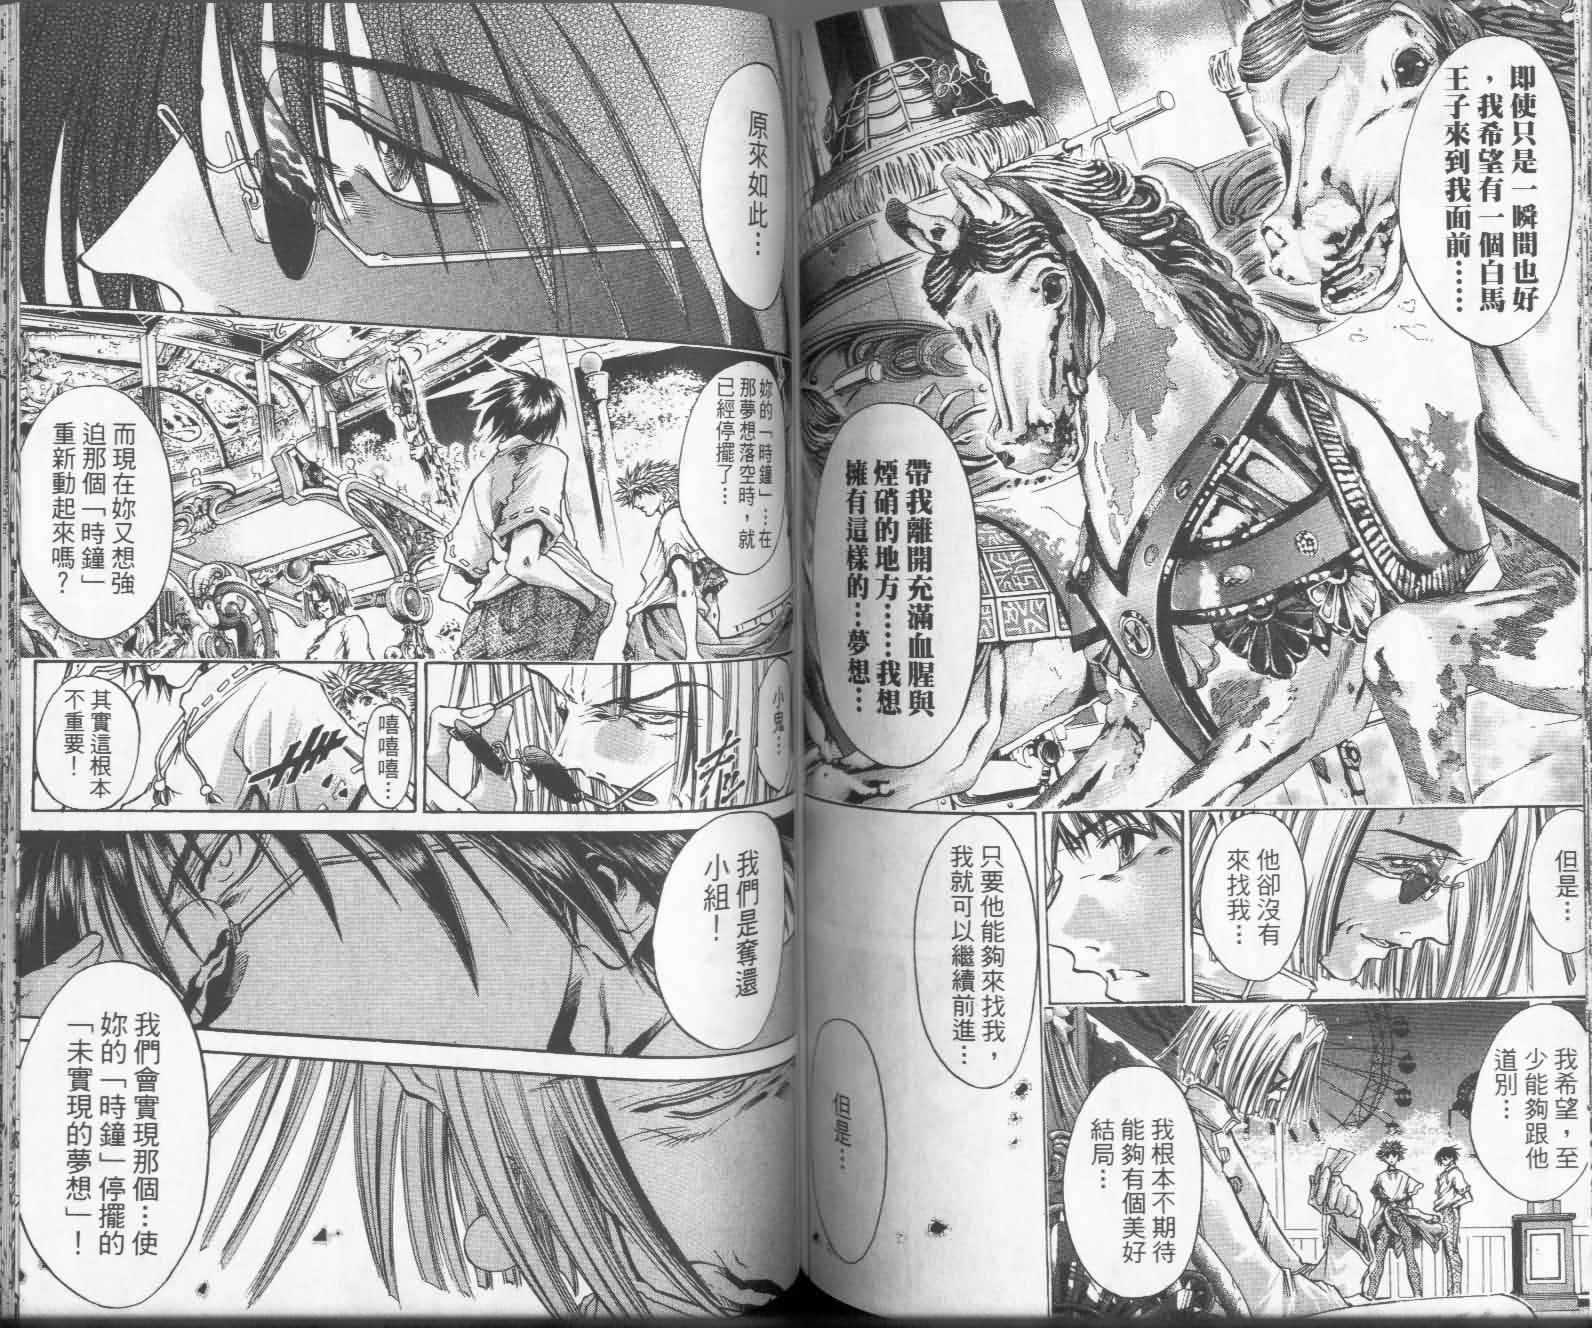 即使只是一瞬間也好
，我希望有一個白馬
王子來到我面前……
帶我離開充滿血腥與
煙硝的地方……我想
擁有這樣的…夢想…
但是…
他卻沒有
來找我…
我希望，至
少能夠跟他
道別…
我根本不期待
能夠有個美好
結局…
只要他能夠來找我，
我就可以繼續前進…
但是…
原來如此…
妳的「時鐘」…在
那夢想落空時，就
已經停擺了…
而現在妳又想強
迫那個「時鐘」
重新動起來嗎？
小鬼…
嘻嘻嘻…
其實這根本
不重要！
我們是奪還
小組！
我們會實現那個…使
妳的「時鐘」停擺的
「未實現的夢想」！